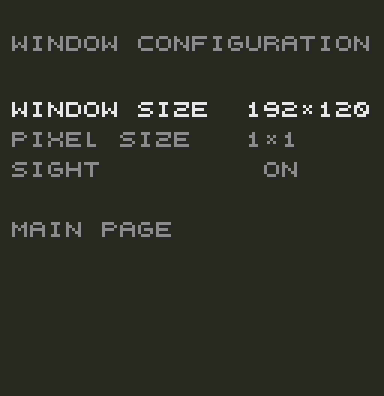 WINDOW CONFIGURATION
WINDOW SIZE 192×120
PIXEL SIZE 1×1
SIGHT ON
MAIN PAGE